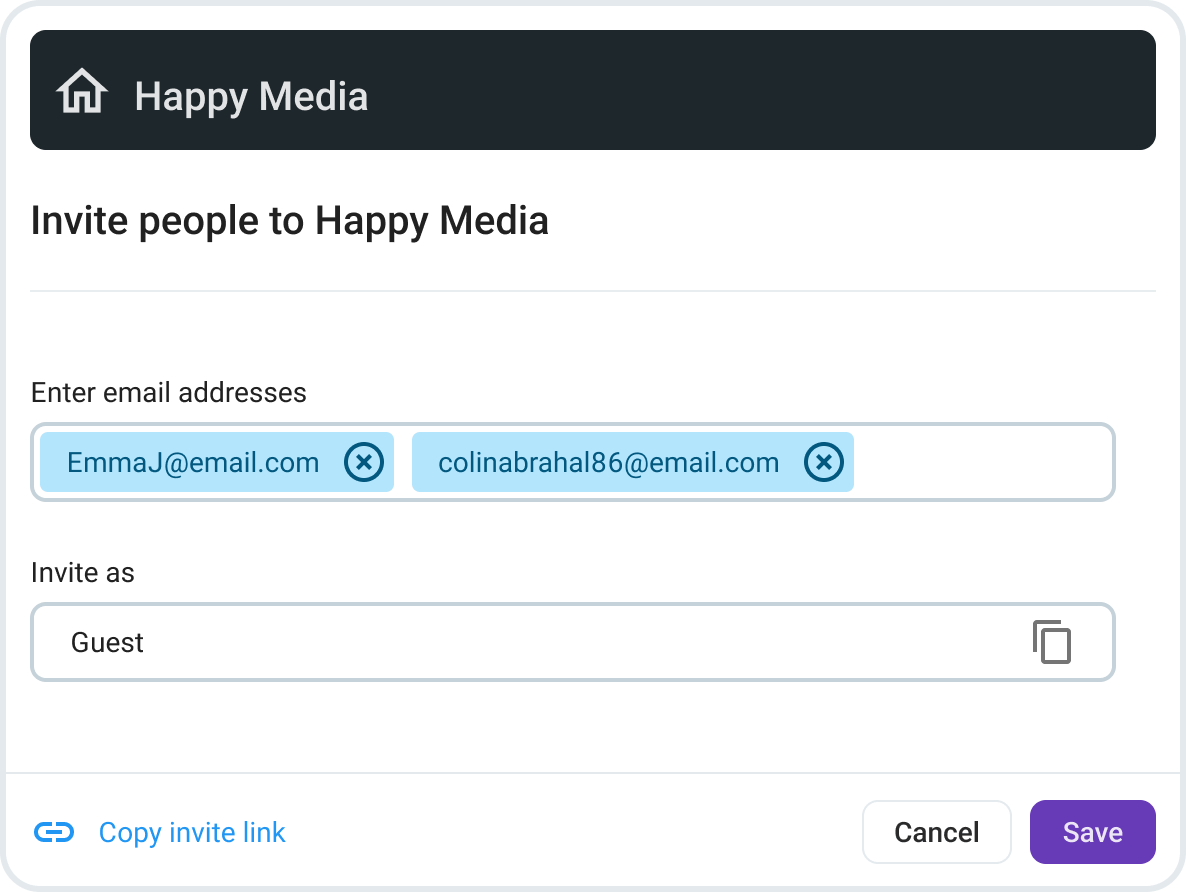 Happy Media
Invite people to Happy Media
Enter email addresses
EmmaJ@email.com colinabrahal86@email.com
Invite as
Guest
Copy invite link Cancel Save